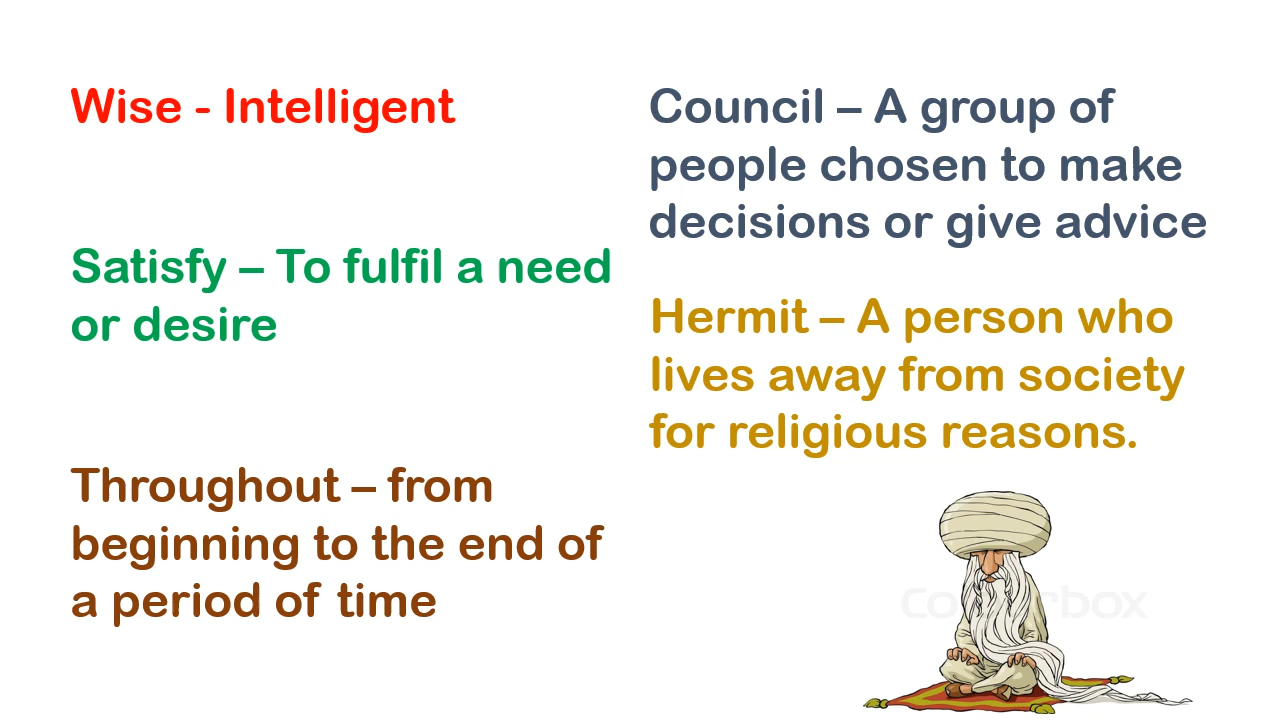 Wise - Intelligent
Satisfy – To fulfil a need
or desire
Throughout – from
beginning to the end of
a period of time
Council – A group of
people chosen to make
decisions or give advice
Hermit – A person who
lives away from society
for religious reasons.